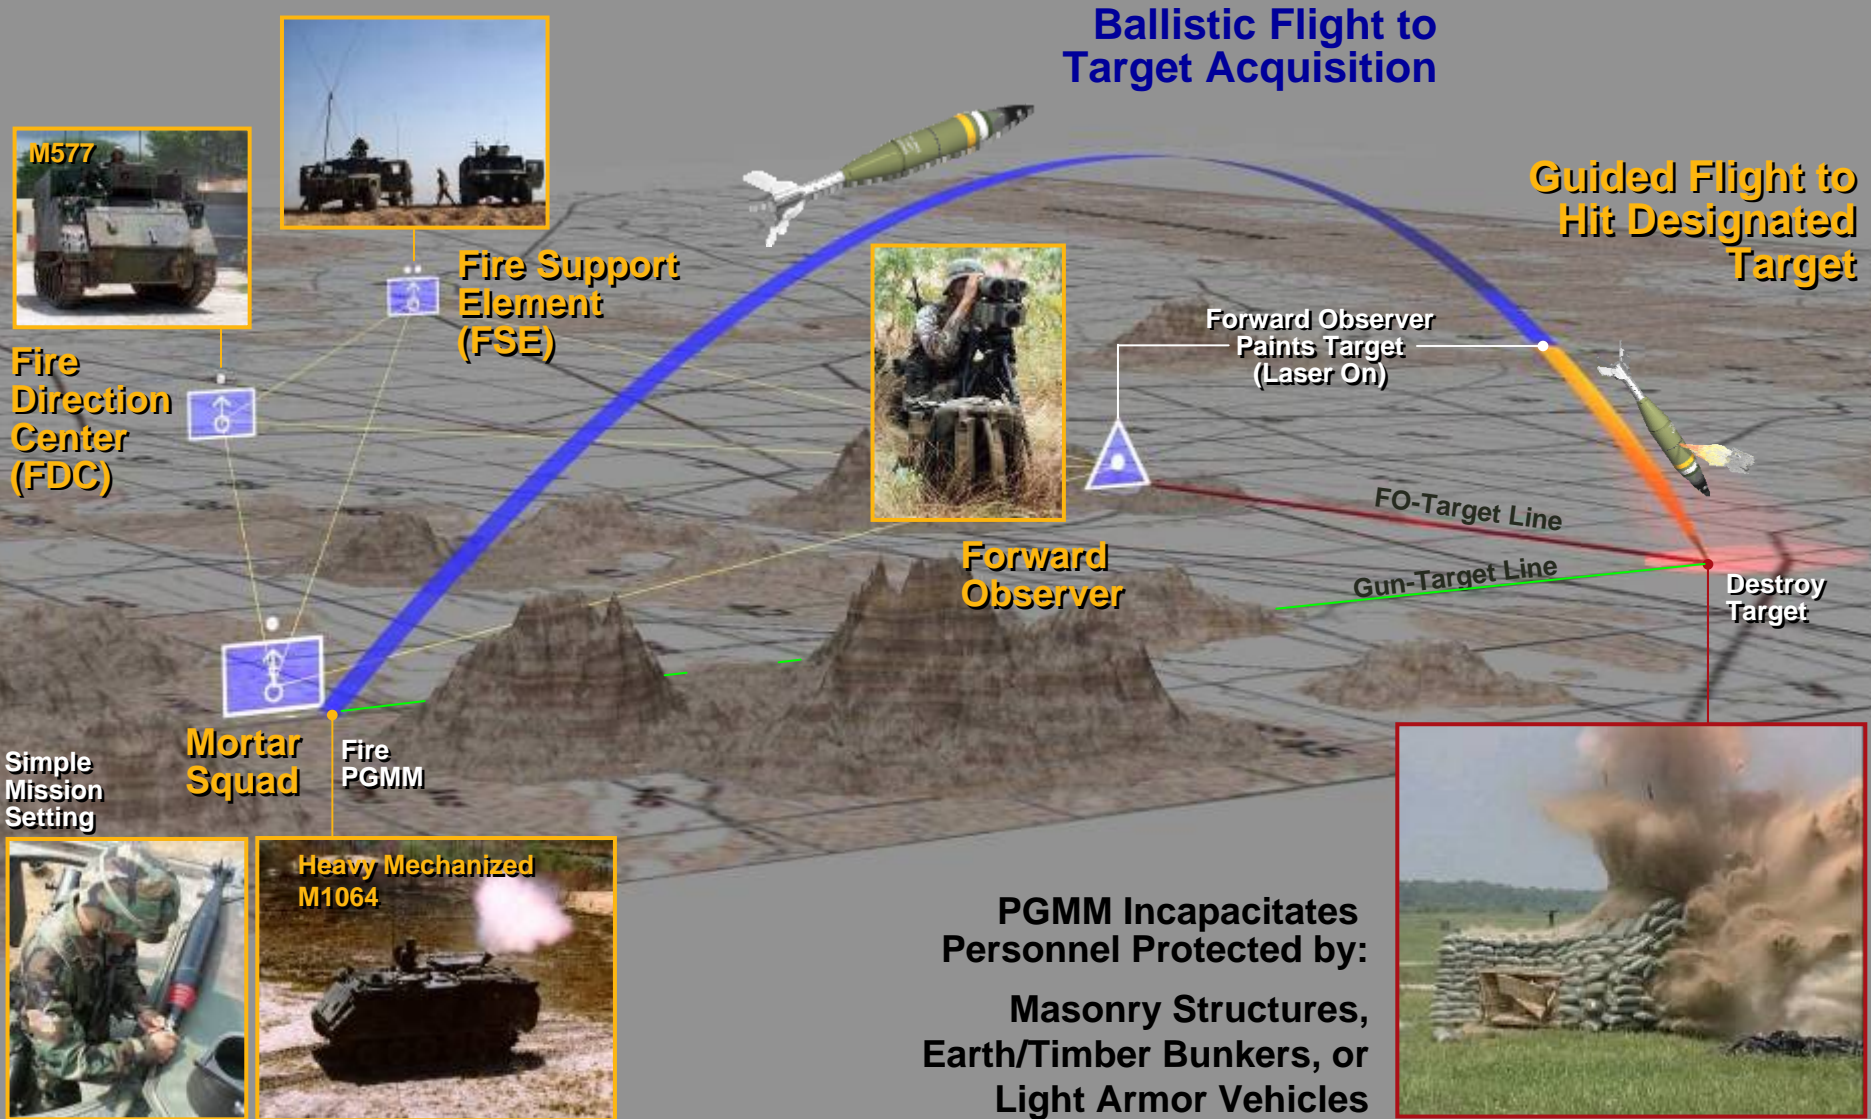 Ballistic Flight to
Target Acquisition
M577
Guided Flight to
Hit Designated
Target
Fire Support
Element
(FSE)
Forward Observer
Paints Target
(Laser On)
Fire
Direction
Center
(FDC)
FO-Target Line
Forward
Observer
Gun-Target Line
Destroy
Target
Mortar
Squad
Fire
PGMM
Simple
Mission
Setting
Heavy Mechanized
M1064
PGMM Incapacitates
Personnel Protected by:
Masonry Structures,
Earth/Timber Bunkers, or
Light Armor Vehicles